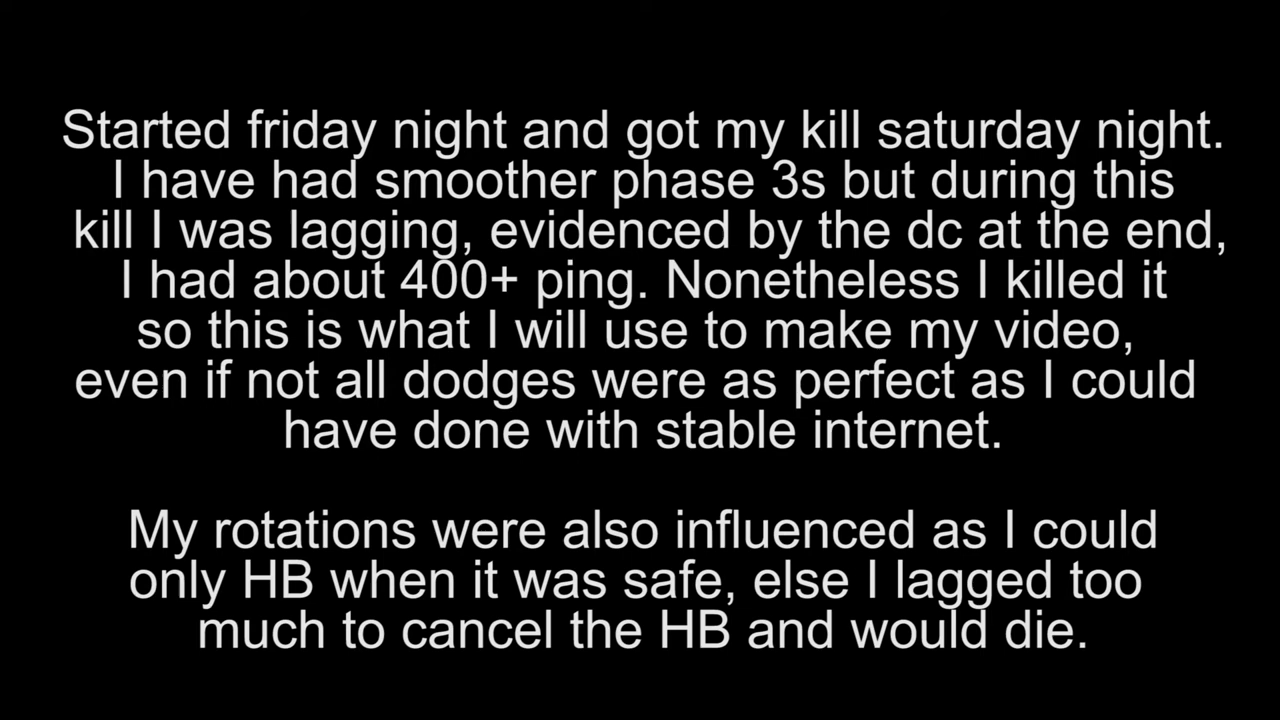 Started friday night and got my kill saturday night.
I have had smoother phase 3s but during this
kill I was lagging, evidenced by the dc at the end,
I had about 400+ ping. Nonetheless I killed it
so this is what I will use to make my video,
even if not all dodges were as perfect as I could
have done with stable internet.
My rotations were also influenced as I could
only HB when it was safe, else I lagged too
much to cancel the HB and would die.